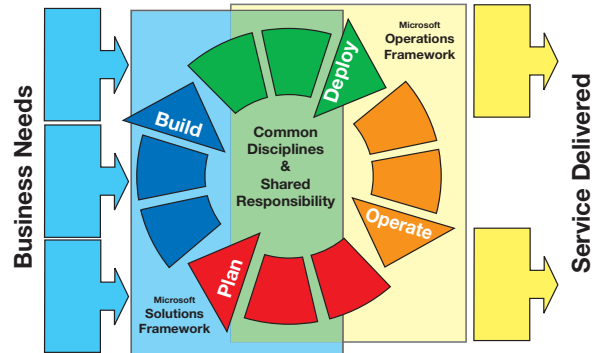 Business Needs
Microsoft
Operations
Framework
Deploy
Build
Common
Disciplines
&
Shared
Responsibility
Operate
Plan
Microsoft
Solutions
Framework
Service Delivered